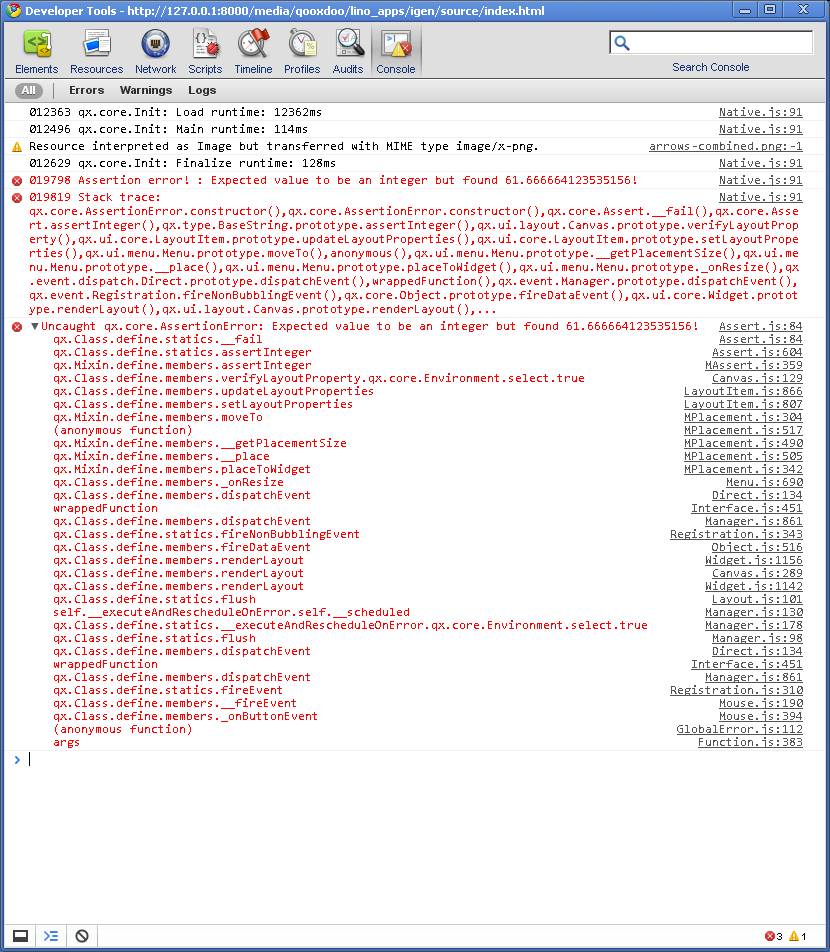 Developer Tools - http://127.0.0.1:8000/media/qooxdoo/lino_apps/igen/source/index.html
Elements Resources Network Scripts Timeline Profiles Audits Console
Search Console
All Errors Warnings Logs
012363 qx.core.Init: Load runtime: 12362ms Native.js:91
012496 qx.core.Init: Main runtime: 114ms Native.js:91
Resource interpreted as Image but transferred with MIME type image/x-png. arrows-combined.png:-1
012629 qx.core.Init: Finalize runtime: 128ms Native.js:91
019798 Assertion error! : Expected value to be an integer but found 61.666664123535156! Native.js:91
019819 Stack trace: Native.js:91
qx.core.AssertionError.constructor(),qx.core.AssertionError.constructor(),qx.core.Assert.__fail(),qx.core.Asse
rt.assertInteger(),qx.type.BaseString.prototype.assertInteger(),qx.ui.layout.Canvas.prototype.verifyLayoutProp
erty(),qx.ui.core.LayoutItem.prototype.updateLayoutProperties(),qx.ui.core.LayoutItem.prototype.setLayoutPrope
rties(),qx.ui.menu.Menu.prototype.moveTo(),anonymous(),qx.ui.menu.Menu.prototype.__getPlacementSize(),qx.ui.me
nu.Menu.prototype.__place(),qx.ui.menu.Menu.prototype.placeToWidget(),qx.ui.menu.Menu.prototype._onResize(),qx
.event.dispatch.Direct.prototype.dispatchEvent(),wrappedFunction(),qx.event.Manager.prototype.dispatchEvent(),
qx.event.Registration.fireNonBubblingEvent(),qx.core.Object.prototype.fireDataEvent(),qx.ui.core.Widget.protot
ype.renderLayout(),qx.ui.layout.Canvas.prototype.renderLayout(),...
Uncaught qx.core.AssertionError: Expected value to be an integer but found 61.666664123535156! Assert.js:84
qx.Class.define.statics.__fail Assert.js:84
qx.Class.define.statics.assertInteger Assert.js:604
qx.Mixin.define.members.assertInteger MAssert.js:359
qx.Class.define.members.verifyLayoutProperty.qx.core.Environment.select.true Canvas.js:129
qx.Class.define.members.updateLayoutProperties LayoutItem.js:866
qx.Class.define.members.setLayoutProperties LayoutItem.js:807
qx.Mixin.define.members.moveTo MPlacement.js:304
(anonymous function) MPlacement.js:517
qx.Mixin.define.members.__getPlacementSize MPlacement.js:490
qx.Mixin.define.members.__place MPlacement.js:505
qx.Mixin.define.members.placeToWidget MPlacement.js:342
qx.Class.define.members._onResize Menu.js:690
qx.Class.define.members.dispatchEvent Direct.js:134
wrappedFunction Interface.js:451
qx.Class.define.members.dispatchEvent Manager.js:861
qx.Class.define.statics.fireNonBubblingEvent Registration.js:343
qx.Class.define.members.fireDataEvent Object.js:516
qx.Class.define.members.renderLayout Widget.js:1156
qx.Class.define.members.renderLayout Canvas.js:289
qx.Class.define.members.renderLayout Widget.js:1142
qx.Class.define.statics.flush Layout.js:101
self.__executeAndRescheduleOnError.self.__scheduled Manager.js:130
qx.Class.define.statics.__executeAndRescheduleOnError.qx.core.Environment.select.true Manager.js:178
qx.Class.define.statics.flush Manager.js:98
qx.Class.define.members.dispatchEvent Direct.js:134
wrappedFunction Interface.js:451
qx.Class.define.members.dispatchEvent Manager.js:861
qx.Class.define.statics.fireEvent Registration.js:310
qx.Class.define.members.__fireEvent Mouse.js:190
qx.Class.define.members._onButtonEvent Mouse.js:394
(anonymous function) GlobalError.js:112
args Function.js:383
3 1